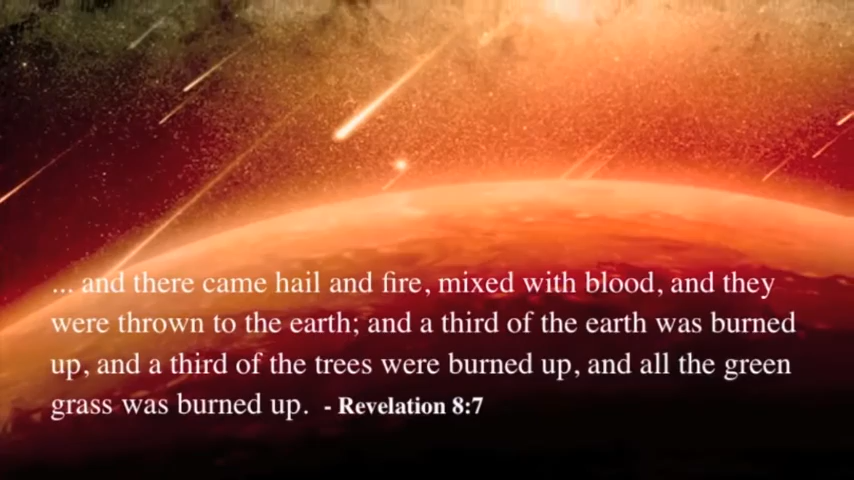 ... and there came hail and fire, mixed with blood, and they
were thrown to the earth; and a third of the earth was burned
up, and a third of the trees were burned up, and all the green
grass was burned up.  - Revelation 8:7